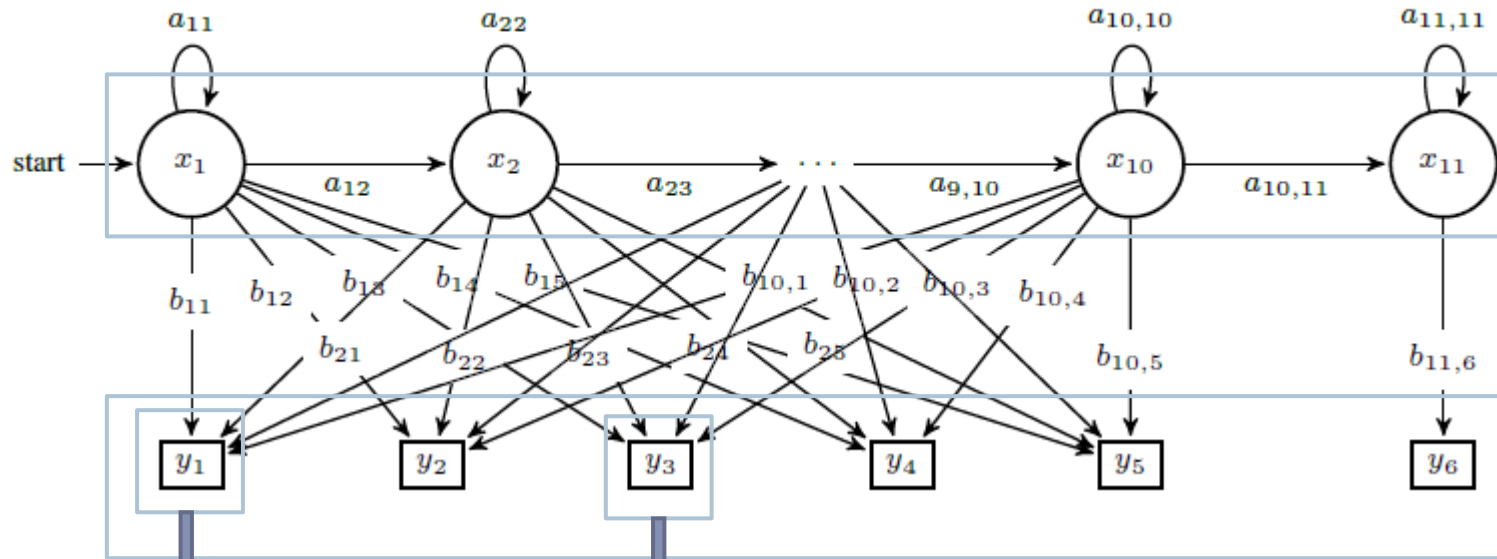 a₁₁ a₂₂ a₁₀,₁₀ a₁₁,₁₁
start x₁ x₂ ... x₁₀ x₁₁
a₁₂ a₂₃ a₉,₁₀ a₁₀,₁₁
b₁₁ b₁₂ b₁₃ b₁₄ b₁₅ b₁₀,₁ b₁₀,₂ b₁₀,₃ b₁₀,₄
b₂₁ b₂₂ b₂₃ b₂₄ b₂₅ b₁₀,₅ b₁₁,₆
y₁ y₂ y₃ y₄ y₅ y₆